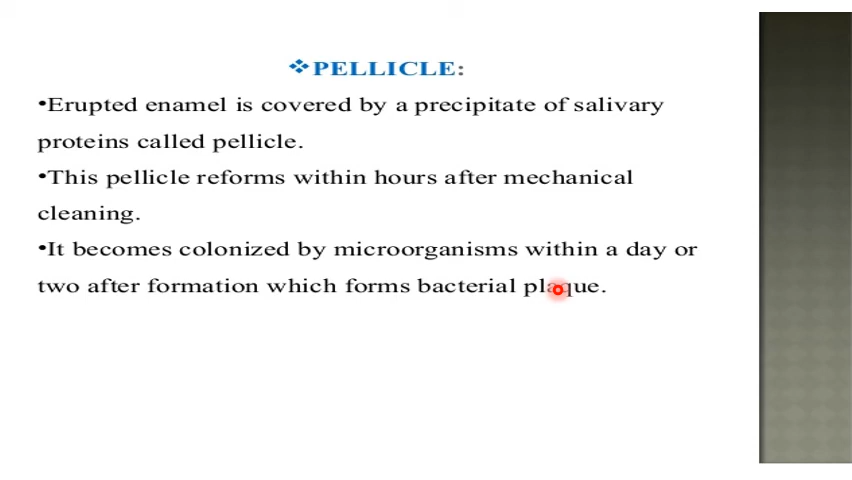 ❖PELLICLE:
•Erupted enamel is covered by a precipitate of salivary
proteins called pellicle.
•This pellicle reforms within hours after mechanical
cleaning.
•It becomes colonized by microorganisms within a day or
two after formation which forms bacterial plaque.